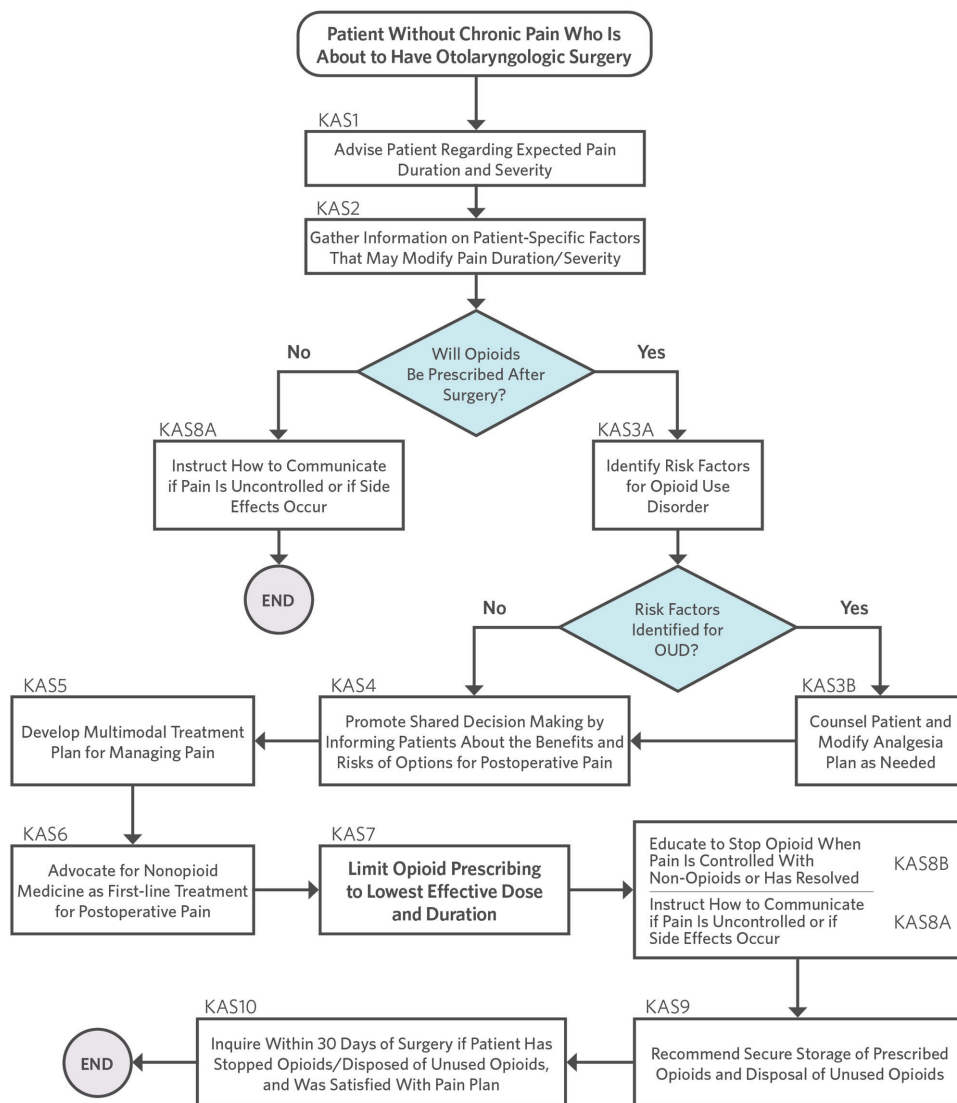 Patient Without Chronic Pain Who Is
About to Have Otolaryngologic Surgery
KAS1
Advise Patient Regarding Expected Pain
Duration and Severity
KAS2
Gather Information on Patient-Specific Factors
That May Modify Pain Duration/Severity
No
Will Opioids
Be Prescribed After
Surgery?
Yes
KAS8A
Instruct How to Communicate
if Pain Is Uncontrolled or if Side
Effects Occur
END
KAS3A
Identify Risk Factors
for Opioid Use
Disorder
No
Risk Factors
Identified for
OUD?
Yes
KAS3B
Counsel Patient and
Modify Analgesia
Plan as Needed
KAS4
Promote Shared Decision Making by
Informing Patients About the Benefits and
Risks of Options for Postoperative Pain
KAS5
Develop Multimodal Treatment
Plan for Managing Pain
KAS6
Advocate for Nonopioid
Medicine as First-line Treatment
for Postoperative Pain
KAS7
Limit Opioid Prescribing
to Lowest Effective Dose
and Duration
Educate to Stop Opioid When
Pain Is Controlled With
Non-Opioids or Has Resolved
KAS8B
Instruct How to Communicate
if Pain Is Uncontrolled or if
Side Effects Occur
KAS8A
KAS9
Recommend Secure Storage of Prescribed
Opioids and Disposal of Unused Opioids
KAS10
Inquire Within 30 Days of Surgery if Patient Has
Stopped Opioids/Disposed of Unused Opioids,
and Was Satisfied With Pain Plan
END